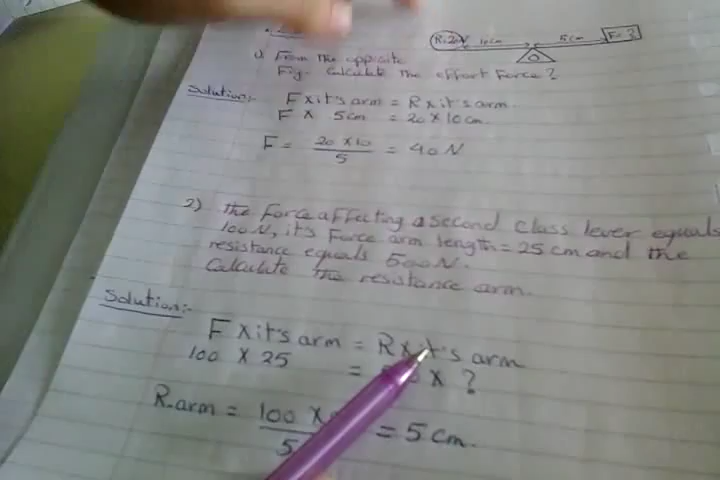 R=20N 10cm 5cm F=?
O
1) From the opposite
Fig. Calculate the effort Force?
Solution:-
F x it's arm = R x it's arm.
F x 5cm = 20 x 10 cm.
F = 20 x 10 / 5 = 40 N
2) the Force affecting a second class lever equals
100 N, it's Force arm length = 25 cm and the
resistance equals 500 N.
Calculate the resistance arm.
Solution:-
F x it's arm = R x it's arm
100 x 25 = x ?
R.arm = 100 x / 5 = 5 cm.